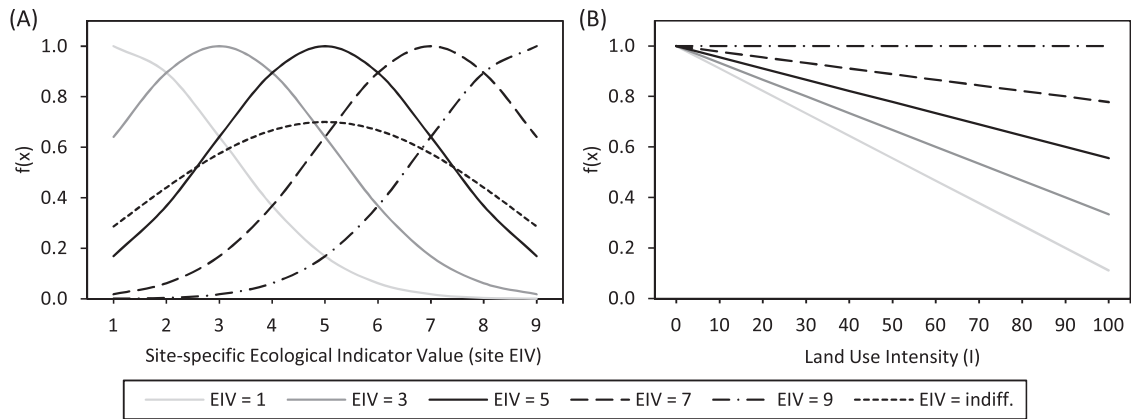 (A)
f(x)
1.0
0.8
0.6
0.4
0.2
0.0
1 2 3 4 5 6 7 8 9
Site-specific Ecological Indicator Value (site EIV)
(B)
f(x)
1.0
0.8
0.6
0.4
0.2
0.0
0 10 20 30 40 50 60 70 80 90 100
Land Use Intensity (I)
EIV = 1 EIV = 3 EIV = 5 EIV = 7 EIV = 9 EIV = indiff.